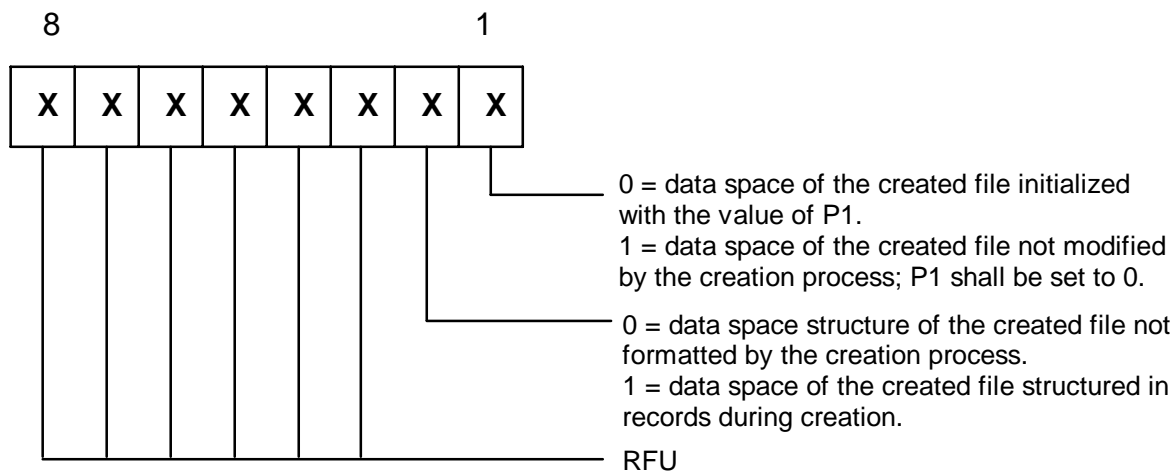 8 1
X X X X X X X X
0 = data space of the created file initialized
with the value of P1.
1 = data space of the created file not modified
by the creation process; P1 shall be set to 0.
0 = data space structure of the created file not
formatted by the creation process.
1 = data space of the created file structured in
records during creation.
RFU